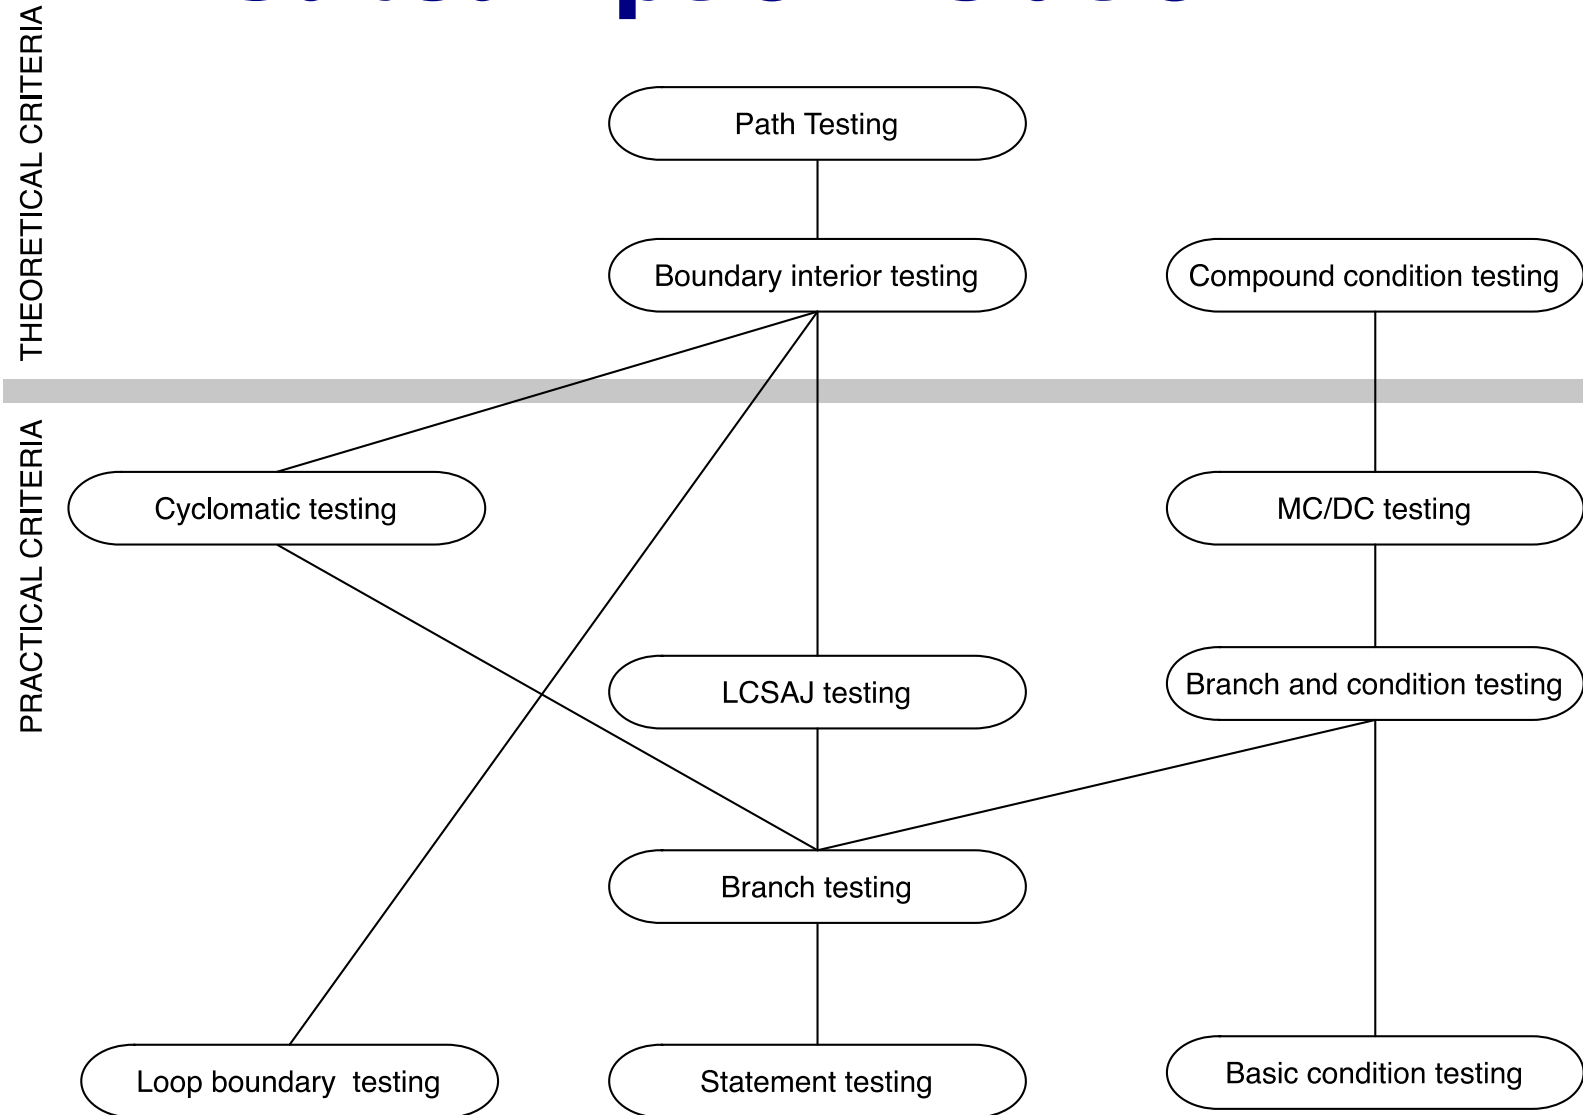 THEORETICAL CRITERIA
Path Testing
Boundary interior testing
Compound condition testing
PRACTICAL CRITERIA
Cyclomatic testing
MC/DC testing
LCSAJ testing
Branch and condition testing
Branch testing
Loop boundary testing
Statement testing
Basic condition testing